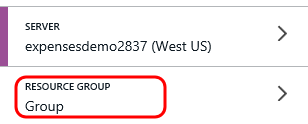 SERVER
expensesdemo2837 (West US)
RESOURCE GROUP
Group